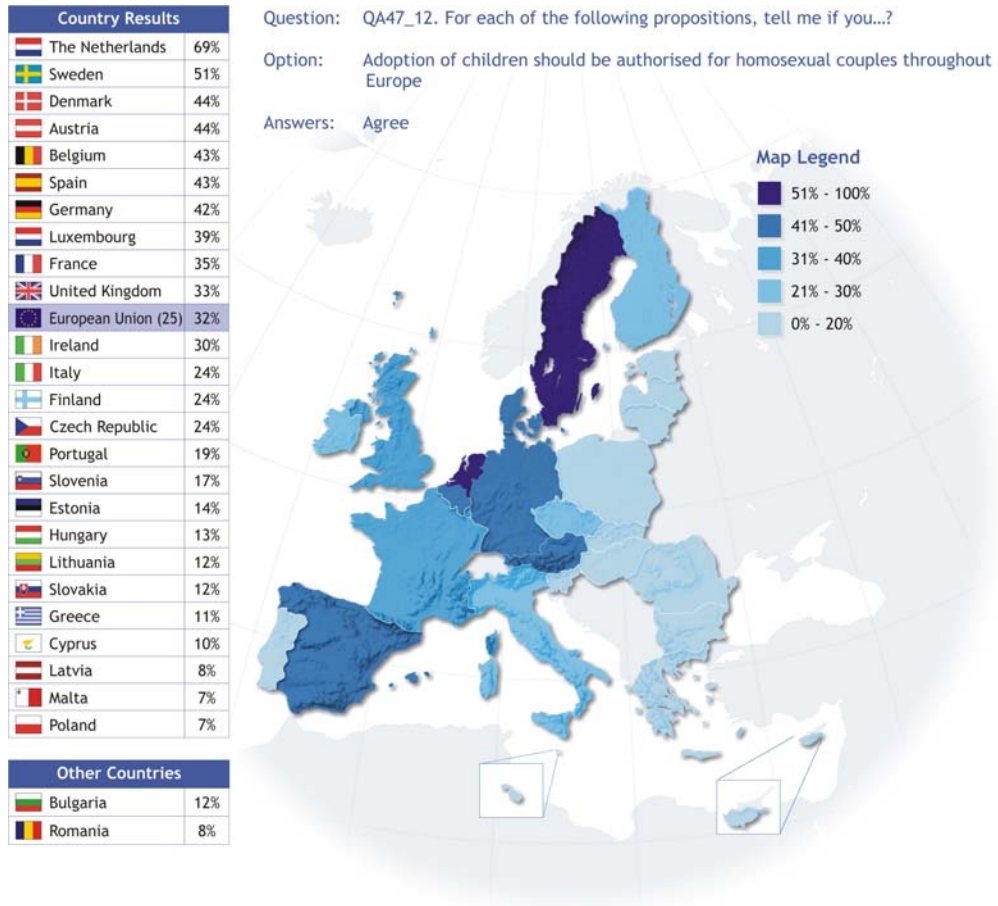 Country Results
The Netherlands 69%
Sweden 51%
Denmark 44%
Austria 44%
Belgium 43%
Spain 43%
Germany 42%
Luxembourg 39%
France 35%
United Kingdom 33%
European Union (25) 32%
Ireland 30%
Italy 24%
Finland 24%
Czech Republic 24%
Portugal 19%
Slovenia 17%
Estonia 14%
Hungary 13%
Lithuania 12%
Slovakia 12%
Greece 11%
Cyprus 10%
Latvia 8%
Malta 7%
Poland 7%
Other Countries
Bulgaria 12%
Romania 8%
Question: QA47_12. For each of the following propositions, tell me if you...?
Option: Adoption of children should be authorised for homosexual couples throughout
Europe
Answers: Agree
Map Legend
51% - 100%
41% - 50%
31% - 40%
21% - 30%
0% - 20%